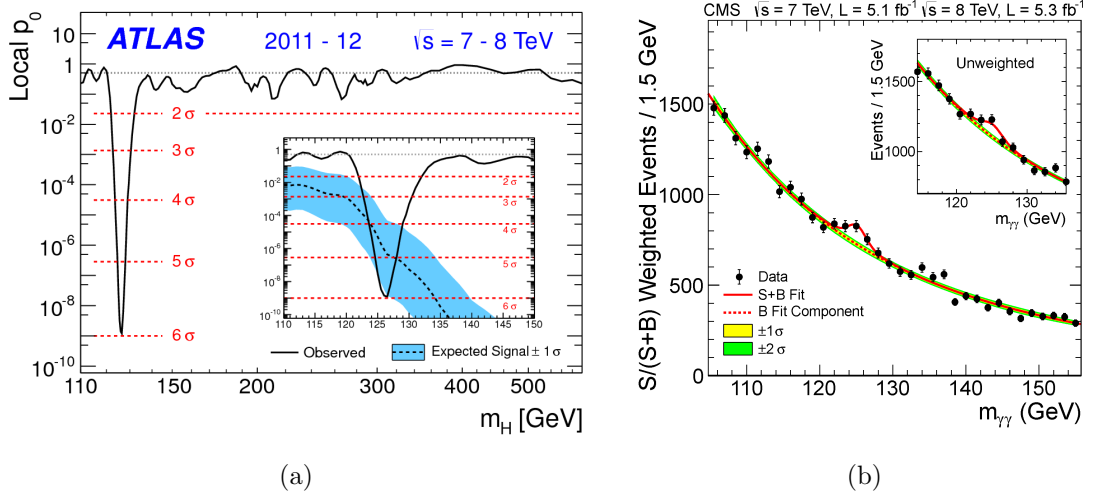 ATLAS 2011 - 12 √s = 7 - 8 TeV
Local p0
10
1
10^-2
10^-4
10^-6
10^-8
10^-10
2σ
3σ
4σ
5σ
6σ
1
10^-2
10^-4
10^-6
10^-8
10^-10
2σ
3σ
4σ
5σ
6σ
110 115 120 125 130 135 140 145 150
Observed Expected Signal ± 1σ
110 150 200 300 400 500
m_H [GeV]
(a)
CMS √s = 7 TeV, L = 5.1 fb^-1 √s = 8 TeV, L = 5.3 fb^-1
S/(S+B) Weighted Events / 1.5 GeV
1500
1000
500
0
Unweighted
Events / 1.5 GeV
1500
1000
120 130
m_γγ (GeV)
Data
S+B Fit
B Fit Component
±1σ
±2σ
110 120 130 140 150
m_γγ (GeV)
(b)